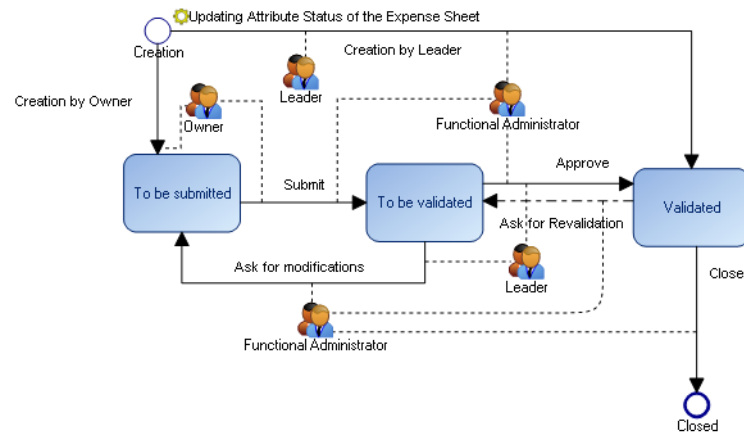 Updating Attribute Status of the Expense Sheet
Creation
Creation by Leader
Leader
Creation by Owner
Owner
Functional Administrator
Approve
To be submitted
Submit
To be validated
Validated
Ask for Revalidation
Ask for modifications
Leader
Close
Functional Administrator
Closed